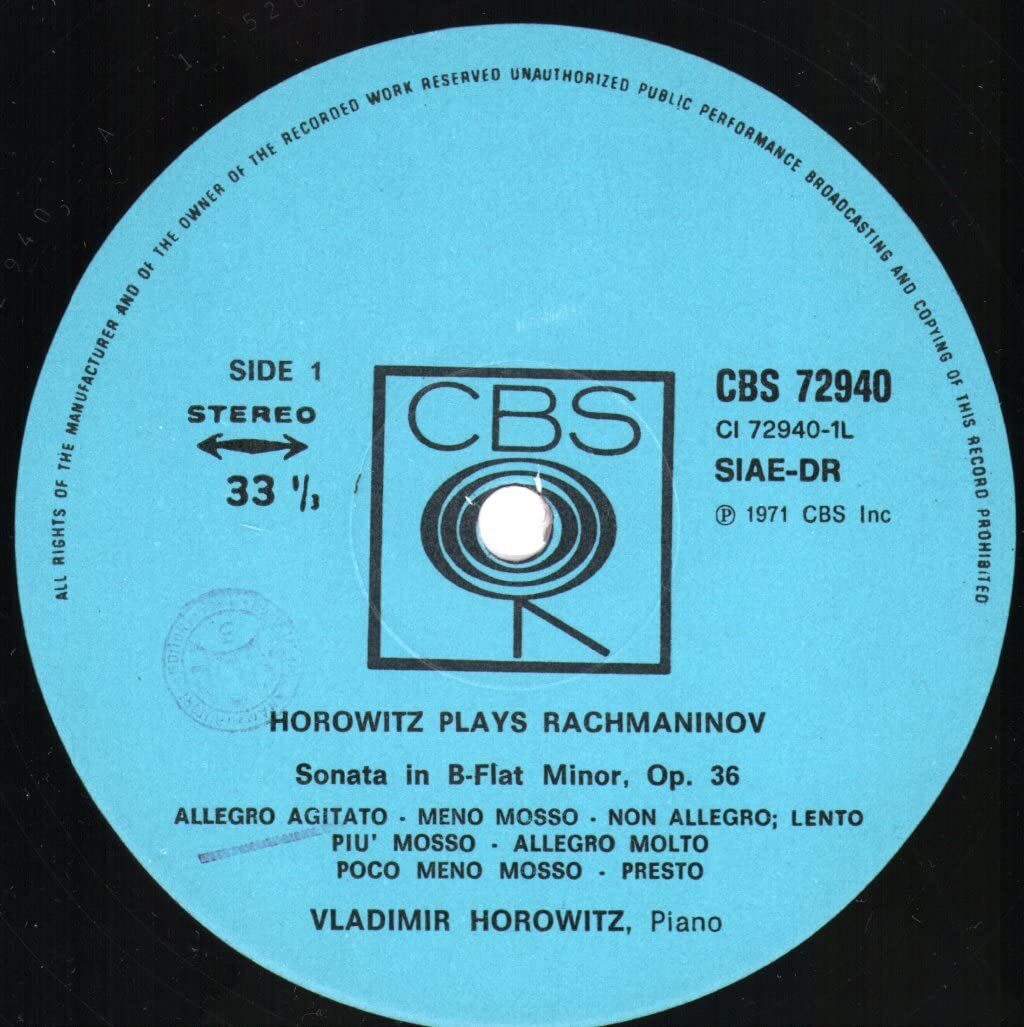 ALL RIGHTS OF THE MANUFACTURER AND OF THE OWNER OF THE RECORDED WORK RESERVED UNAUTHORIZED PUBLIC PERFORMANCE BROADCASTING AND COPYING OF THIS RECORD PROHIBITED
SIDE 1
STEREO
33 1/3
CBS
CBS 72940
CI 72940-1L
SIAE-DR
℗ 1971 CBS Inc
HOROWITZ PLAYS RACHMANINOV
Sonata in B-Flat Minor, Op. 36
ALLEGRO AGITATO - MENO MOSSO - NON ALLEGRO; LENTO
PIU' MOSSO - ALLEGRO MOLTO
POCO MENO MOSSO - PRESTO
VLADIMIR HOROWITZ, Piano